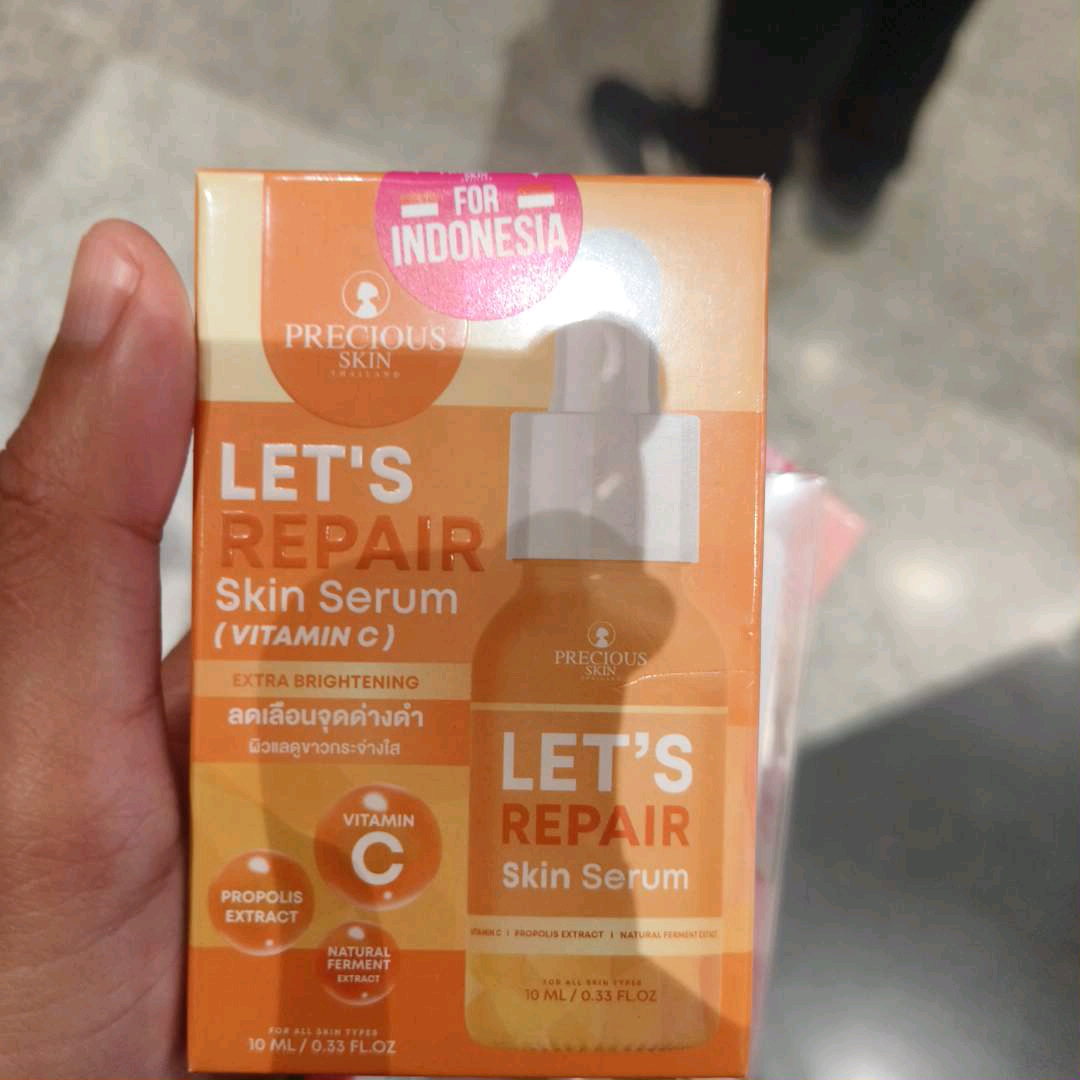 FOR
INDONESIA
PRECIOUS
SKIN
THAILAND
LET'S
REPAIR
Skin Serum
(VITAMIN C)
EXTRA BRIGHTENING
ลดเลือนจุดด่างดำ
ผิวแลดูขาวกระจ่างใส
VITAMIN
C
PROPOLIS
EXTRACT
NATURAL
FERMENT
EXTRACT
FOR ALL SKIN TYPES
10 ML / 0.33 FL.OZ
PRECIOUS
SKIN
LET'S
REPAIR
Skin Serum
VITAMIN C I PROPOLIS EXTRACT I NATURAL FERMENT EXTACT
FOR ALL SKIN TYPES
10 ML / 0.33 FL.OZ